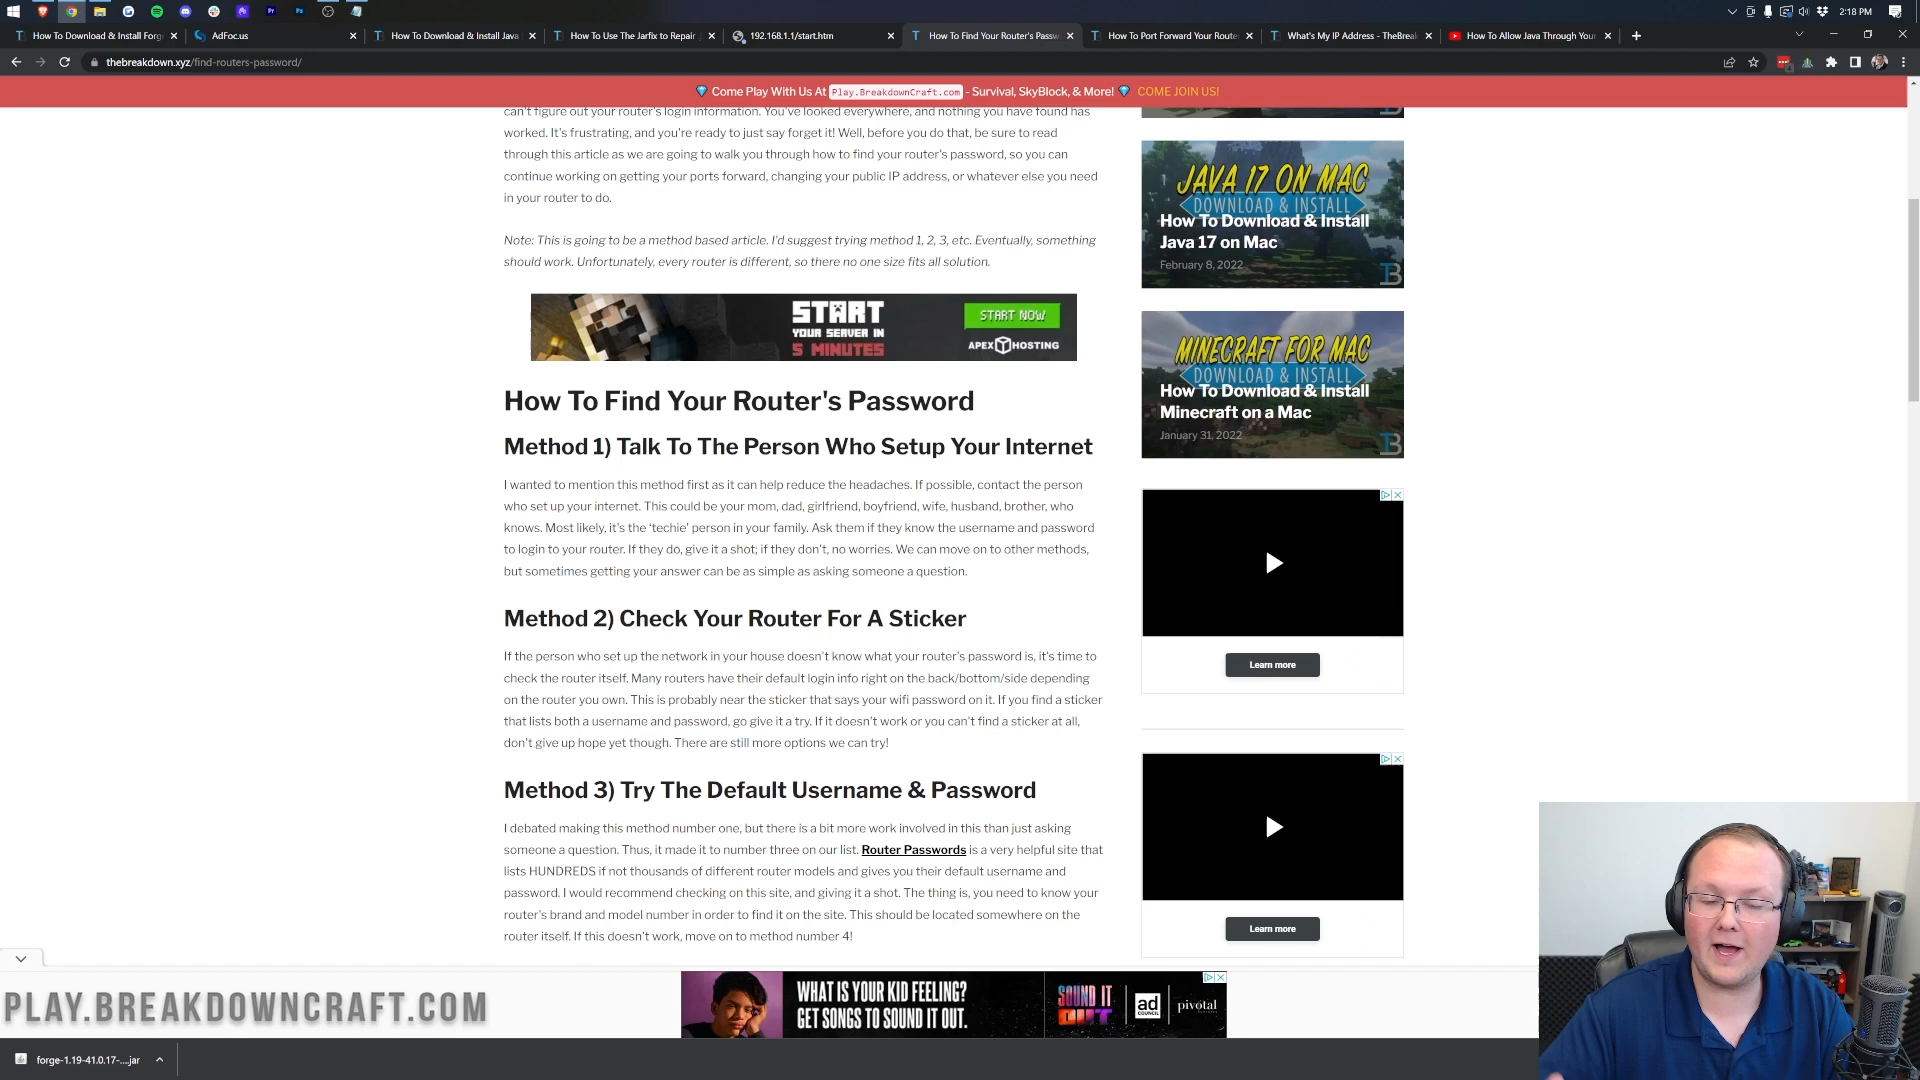 2:18 PM
How To Download & Install Forg
AdFoc.us
How To Download & Install Java
How To Use The Jarfix to Repair
192.168.1.1/start.htm
How To Find Your Router's Passw
How To Port Forward Your Route
What's My IP Address - TheBreak
How To Allow Java Through Your
thebreakdown.xyz/find-routers-password/
Come Play With Us At Play.BreakdownCraft.com - Survival, SkyBlock, & More! COME JOIN US!
can't figure out your router's login information. You've looked everywhere, and nothing you have found has
worked. It's frustrating, and you're ready to just say forget it! Well, before you do that, be sure to read
through this article as we are going to walk you through how to find your router's password, so you can
continue working on getting your ports forward, changing your public IP address, or whatever else you need
in your router to do.
Note: This is going to be a method based article. I'd suggest trying method 1, 2, 3, etc. Eventually, something
should work. Unfortunately, every router is different, so there no one size fits all solution.
START
YOUR SERVER IN
5 MINUTES
START NOW
APEX HOSTING
How To Find Your Router's Password
Method 1) Talk To The Person Who Setup Your Internet
I wanted to mention this method first as it can help reduce the headaches. If possible, contact the person
who set up your internet. This could be your mom, dad, girlfriend, boyfriend, wife, husband, brother, who
knows. Most likely, it's the ‘techie’ person in your family. Ask them if they know the username and password
to login to your router. If they do, give it a shot; if they don't, no worries. We can move on to other methods,
but sometimes getting your answer can be as simple as asking someone a question.
Method 2) Check Your Router For A Sticker
If the person who set up the network in your house doesn't know what your router's password is, it's time to
check the router itself. Many routers have their default login info right on the back/bottom/side depending
on the router you own. This is probably near the sticker that says your wifi password on it. If you find a sticker
that lists both a username and password, go give it a try. If it doesn't work or you can't find a sticker at all,
don't give up hope yet though. There are still more options we can try!
Method 3) Try The Default Username & Password
I debated making this method number one, but there is a bit more work involved in this than just asking
someone a question. Thus, it made it to number three on our list. Router Passwords is a very helpful site that
lists HUNDREDS if not thousands of different router models and gives you their default username and
password. I would recommend checking on this site, and giving it a shot. The thing is, you need to know your
router's brand and model number in order to find it on the site. This should be located somewhere on the
router itself. If this doesn't work, move on to method number 4!
JAVA 17 ON MAC
DOWNLOAD & INSTALL
How To Download & Install
Java 17 on Mac
February 8, 2022
MINECRAFT FOR MAC
DOWNLOAD & INSTALL
How To Download & Install
Minecraft on a Mac
January 31, 2022
Learn more
Learn more
PLAY.BREAKDOWNCRAFT.COM
WHAT IS YOUR KID FEELING?
GET SONGS TO SOUND IT OUT.
SOUND IT
OUT
ad
COUNCIL
pivotal
forge-1.19-41.0.17-....jar